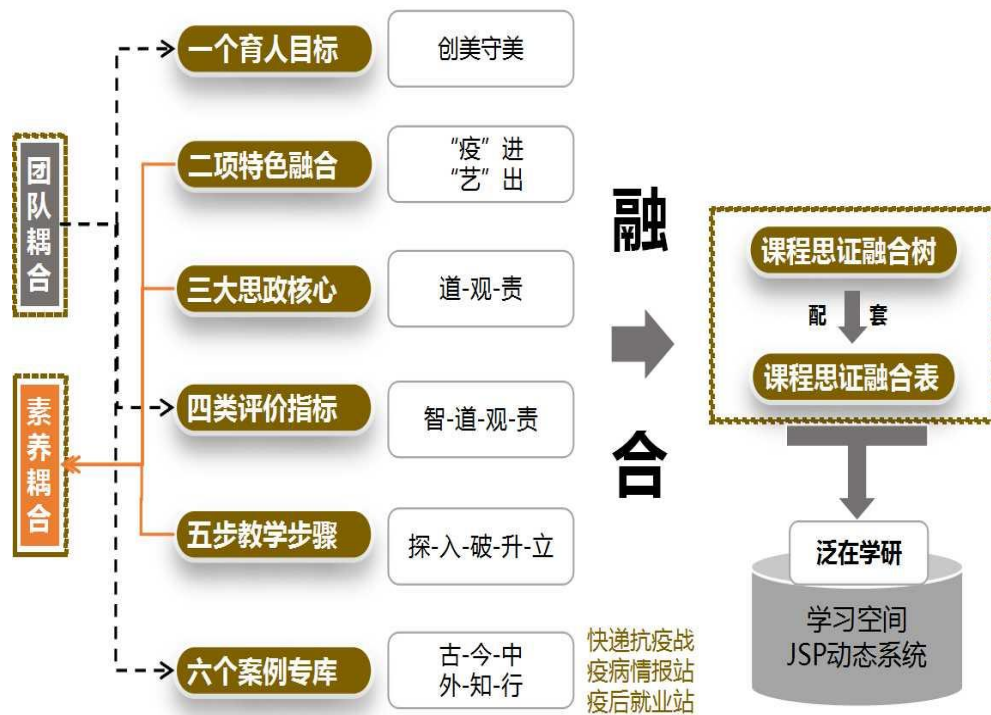 团队耦合
素养耦合
一个育人目标
创美守美
二项特色融合
“疫”进
“艺”出
三大思政核心
道-观-责
四类评价指标
智-道-观-责
五步教学步骤
探-入-破-升-立
六个案例专库
古-今-中
外-知-行
快递抗疫战
疫病情报站
疫后就业站
融合
课程思证融合树
配套
课程思证融合表
泛在学研
学习空间
JSP动态系统